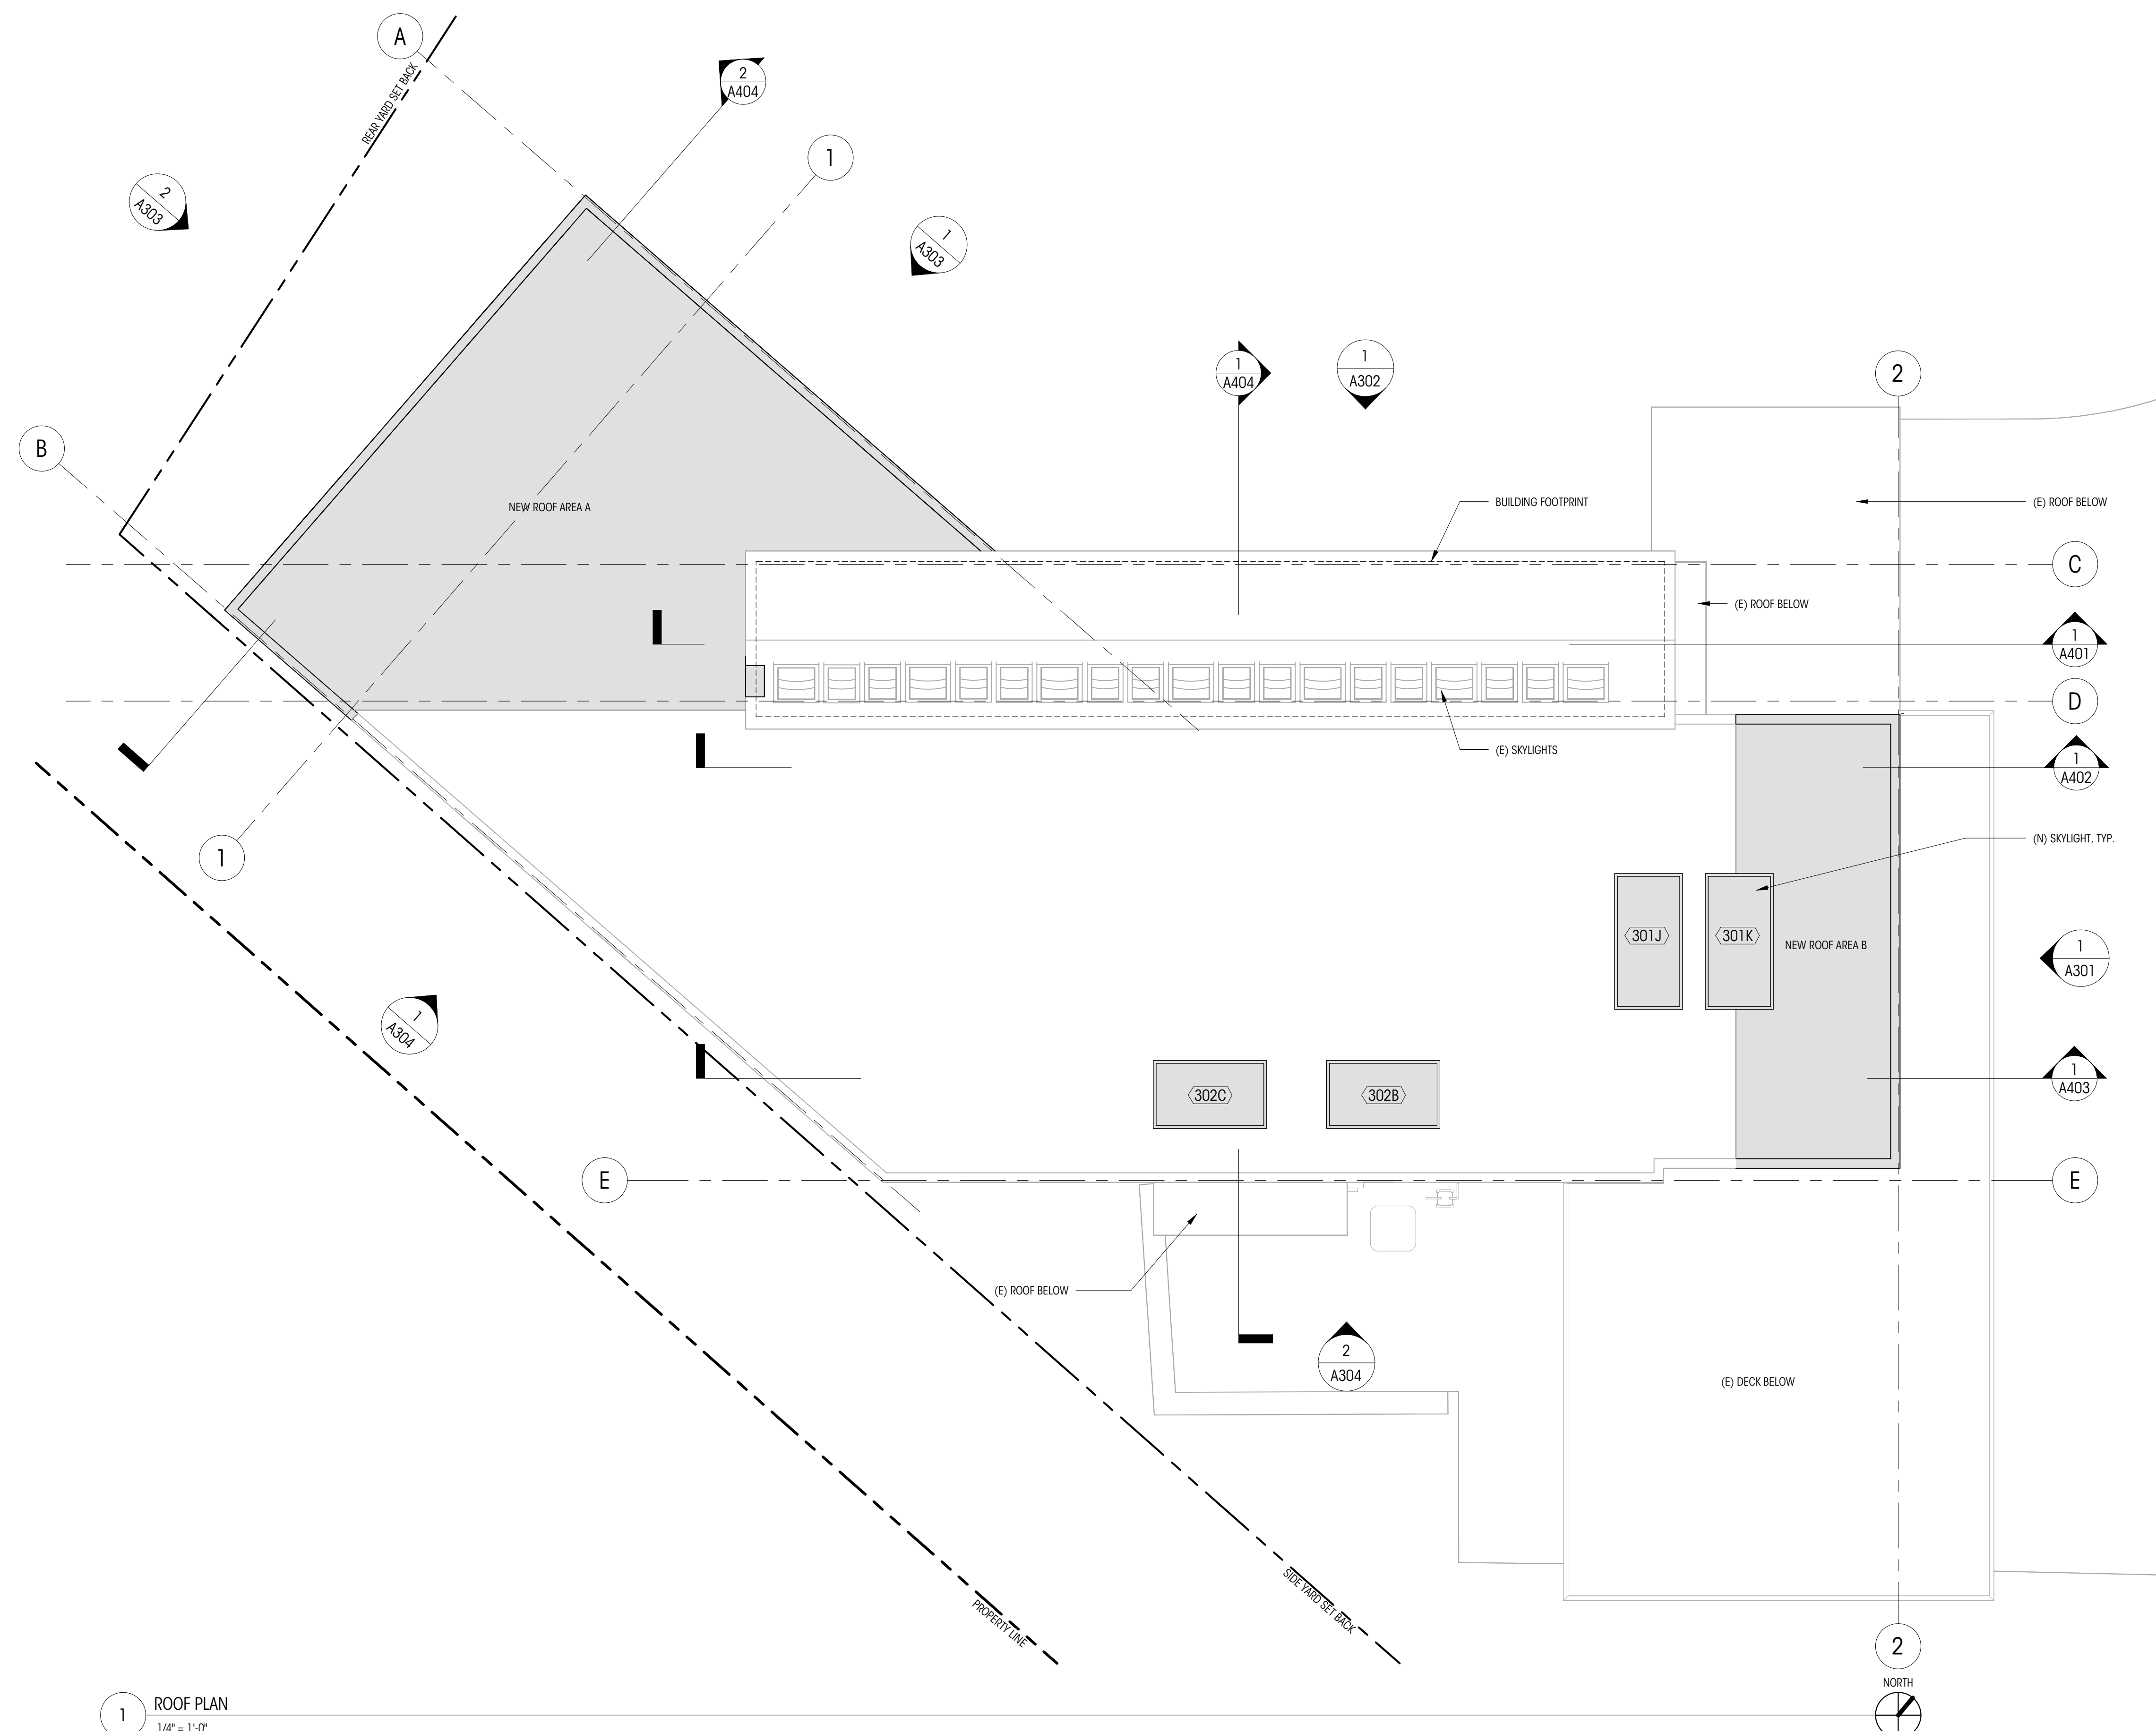 A
REAR YARD SET BACK
2
A404
1
2
A303
1
A303
1
A404
1
A302
2
B
NEW ROOF AREA A
BUILDING FOOTPRINT
(E) ROOF BELOW
C
(E) ROOF BELOW
1
A401
D
(E) SKYLIGHTS
1
A402
(N) SKYLIGHT, TYP.
1
301J
301K
NEW ROOF AREA B
1
A301
1
A304
302C
302B
1
A403
E
E
(E) ROOF BELOW
2
A304
(E) DECK BELOW
PROPERTY LINE
SIDE YARD SET BACK
2
NORTH
1
ROOF PLAN
1/4" = 1'-0"